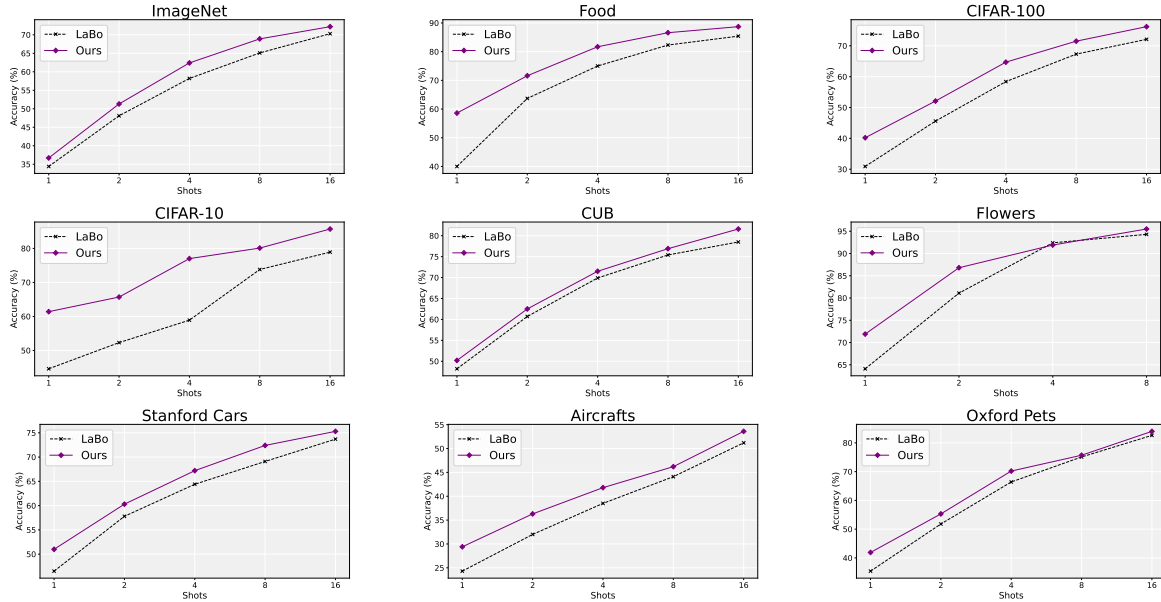 ImageNet
LaBo
Ours
Accuracy (%)
70
65
60
55
50
45
40
35
1 2 4 8 16
Shots
Food
LaBo
Ours
Accuracy (%)
90
80
70
60
50
40
1 2 4 8 16
Shots
CIFAR-100
LaBo
Ours
Accuracy (%)
70
60
50
40
30
1 2 4 8 16
Shots
CIFAR-10
LaBo
Ours
Accuracy (%)
80
70
60
50
1 2 4 8 16
Shots
CUB
LaBo
Ours
Accuracy (%)
80
75
70
65
60
55
50
1 2 4 8 16
Shots
Flowers
LaBo
Ours
Accuracy (%)
95
90
85
80
75
70
65
1 2 4 8
Shots
Stanford Cars
LaBo
Ours
Accuracy (%)
75
70
65
60
55
50
1 2 4 8 16
Shots
Aircrafts
LaBo
Ours
Accuracy (%)
55
50
45
40
35
30
25
1 2 4 8 16
Shots
Oxford Pets
LaBo
Ours
Accuracy (%)
80
70
60
50
40
1 2 4 8 16
Shots